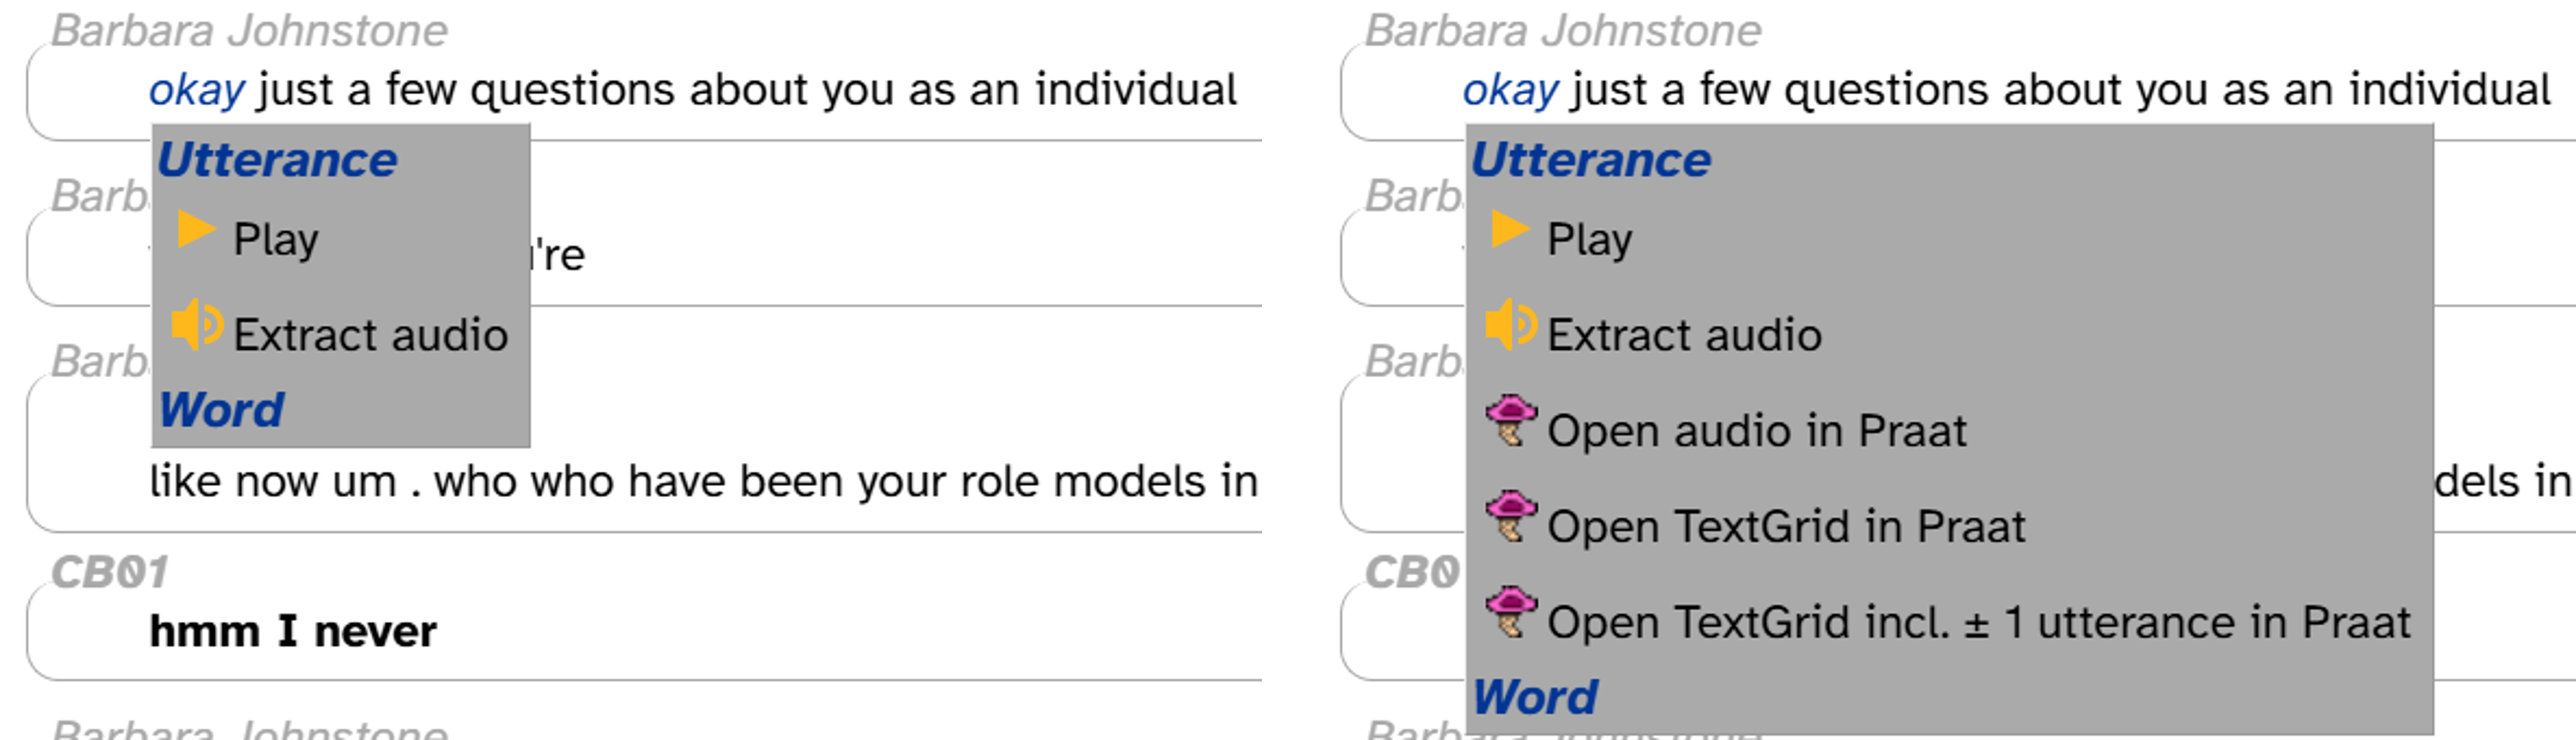 Barbara Johnstone
okay just a few questions about you as an individual
Utterance
Barb
Play
're
Extract audio
Barb
Word
like now um . who who have been your role models in
CB01
hmm I never
Barbara Johnstone
Barbara Johnstone
okay just a few questions about you as an individual
Utterance
Barb
Play
Extract audio
Barb
Open audio in Praat
dels in
Open TextGrid in Praat
CB0
Open TextGrid incl. ± 1 utterance in Praat
Word
Barbara Johnstone